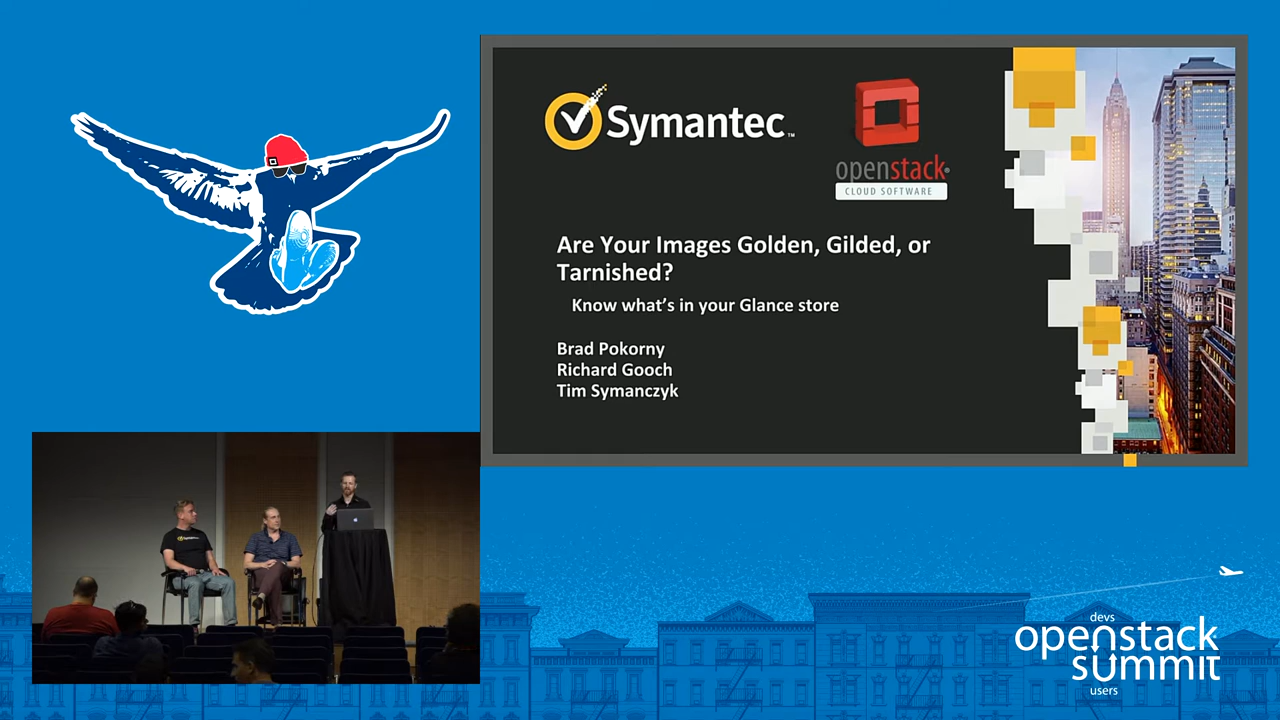 Symantec™
openstack
CLOUD SOFTWARE
Are Your Images Golden, Gilded, or
Tarnished?
Know what's in your Glance store
Brad Pokorny
Richard Gooch
Tim Symanczyk
Symantec
devs
openstack
summit
users